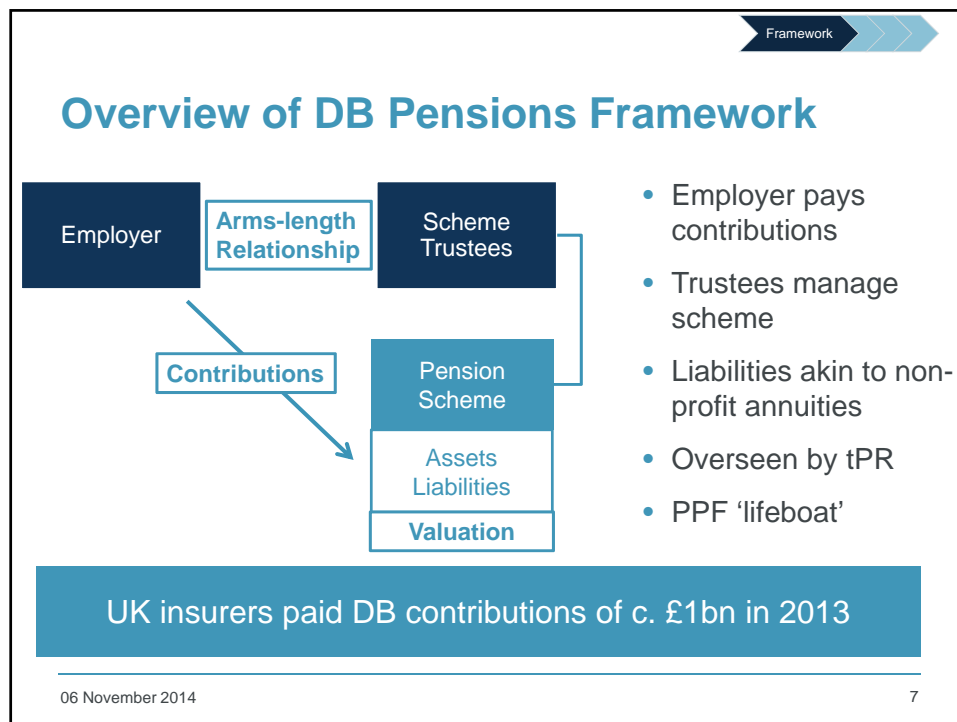 Framework
Overview of DB Pensions Framework
Employer
Arms-length
Relationship
Scheme
Trustees
Contributions
Pension
Scheme
Assets
Liabilities
Valuation
• Employer pays
contributions
• Trustees manage
scheme
• Liabilities akin to non-
profit annuities
• Overseen by tPR
• PPF ‘lifeboat’
UK insurers paid DB contributions of c. £1bn in 2013
06 November 2014
7